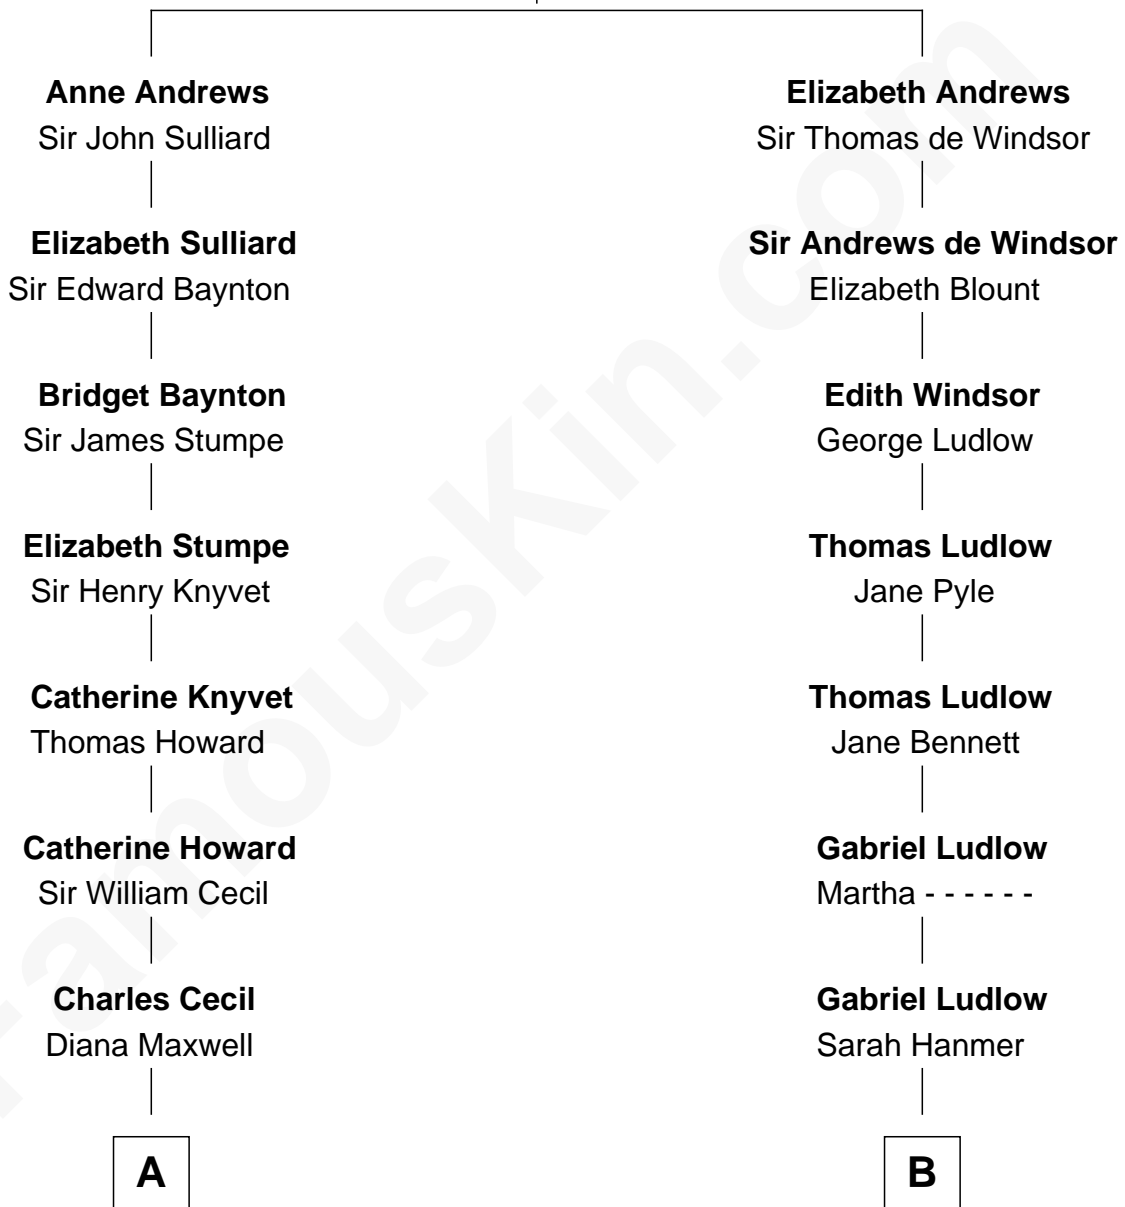 Anne Andrews
Sir John Sulliard
Elizabeth Sulliard
Sir Edward Baynton
Bridget Baynton
Sir James Stumpe
Elizabeth Stumpe
Sir Henry Knyvet
Catherine Knyvet
Thomas Howard
Catherine Howard
Sir William Cecil
Charles Cecil
Diana Maxwell
A
Elizabeth Andrews
Sir Thomas de Windsor
Sir Andrews de Windsor
Elizabeth Blount
Edith Windsor
George Ludlow
Thomas Ludlow
Jane Pyle
Thomas Ludlow
Jane Bennett
Gabriel Ludlow
Martha - - - - - -
Gabriel Ludlow
Sarah Hanmer
B
FamousKin.com